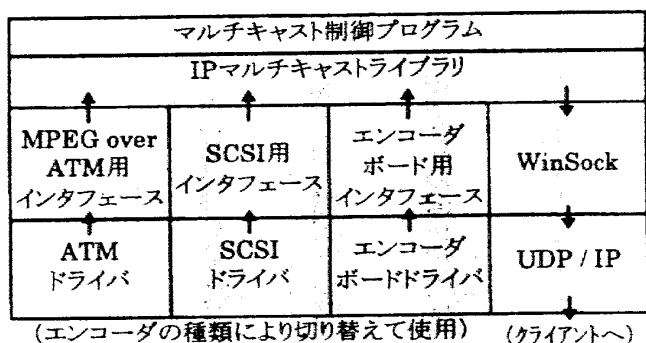 マルチキャスト制御プログラム
IPマルチキャストライブラリ
MPEG over
ATM用
インタフェース
SCSI用
インタフェース
エンコーダ
ボード用
インタフェース
WinSock
ATM
ドライバ
SCSI
ドライバ
エンコーダ
ボードドライバ
UDP / IP
(エンコーダの種類により切り替えて使用)
(クライアントへ)